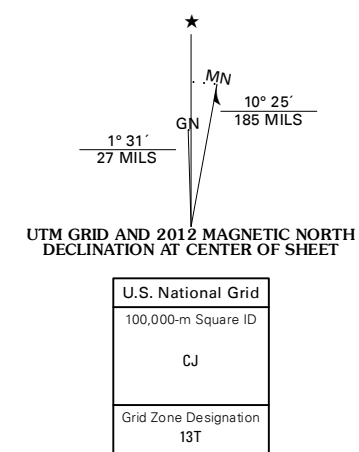 ★
MN
GN
10° 25´
185 MILS
1° 31´
27 MILS
UTM GRID AND 2012 MAGNETIC NORTH
DECLINATION AT CENTER OF SHEET
U.S. National Grid
100,000-m Square ID
CJ
Grid Zone Designation
13T